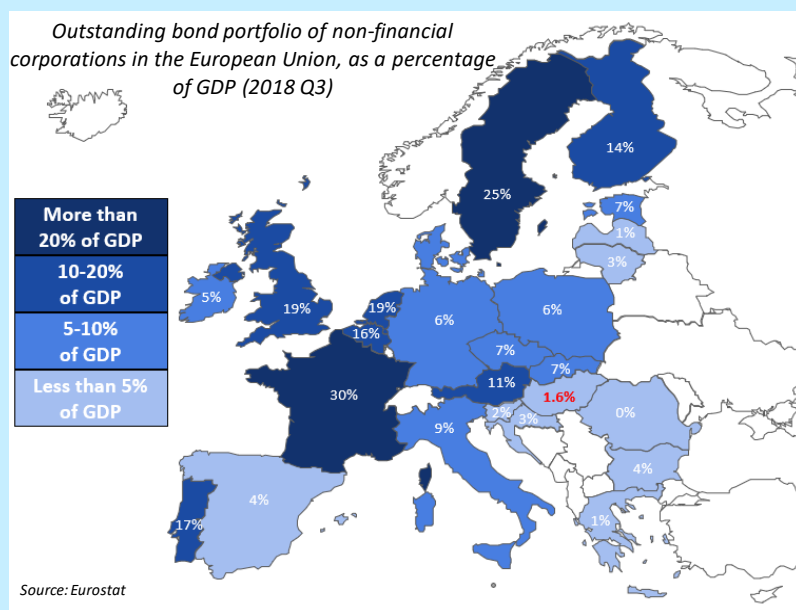 Outstanding bond portfolio of non-financial
corporations in the European Union, as a percentage
of GDP (2018 Q3)
More than
20% of GDP
10-20%
of GDP
5-10%
of GDP
Less than 5%
of GDP
14%
25%
7%
1%
3%
5%
19%
19%
16%
6%
6%
7%
7%
30%
11%
1.6%
2%
3%
0%
9%
4%
4%
17%
1%
Source: Eurostat